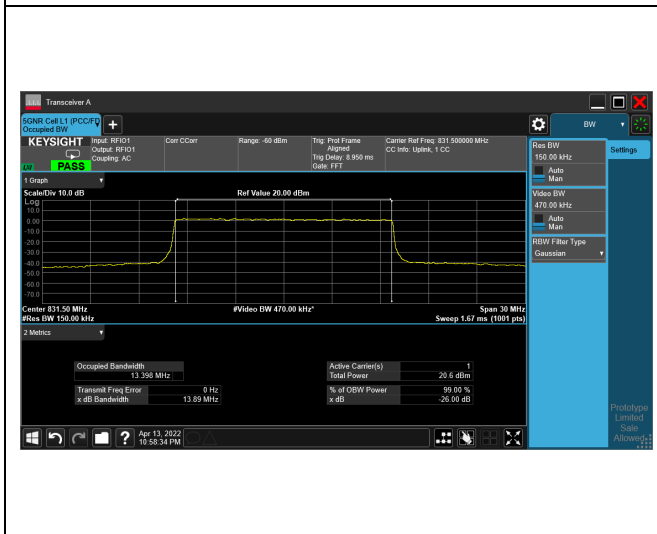 Transceiver A
5GNR Cell L1 (PCC/FD
Occupied BW
BW
KEYSIGHT
PASS
Input: RFIO1
Output: RFIO1
Coupling: AC
Corr CCorr
Range: -60 dBm
Trig: Prot Frame
Aligned
Trig Delay: 8.950 ms
Gate: FFT
Carrier Ref Freq: 831.500000 MHz
CC Info: Uplink, 1 CC
Res BW
150.00 kHz
Auto
Man
Settings
Video BW
470.00 kHz
Auto
Man
RBW Filter Type
Gaussian
1 Graph
Scale/Div 10.0 dB
Ref Value 20.00 dBm
Log
10.0
0.00
-10.0
-20.0
-30.0
-40.0
-50.0
-60.0
-70.0
Center 831.50 MHz
#Video BW 470.00 kHz*
Span 30 MHz
#Res BW 150.00 kHz
Sweep 1.67 ms (1001 pts)
2 Metrics
Occupied Bandwidth
13.398 MHz
Transmit Freq Error 0 Hz
x dB Bandwidth 13.89 MHz
Active Carrier(s) 1
Total Power 20.6 dBm
% of OBW Power 99.00 %
x dB -26.00 dB
Prototype
Limited
Sale
Allowed
?
Apr 13, 2022
10:58:34 PM